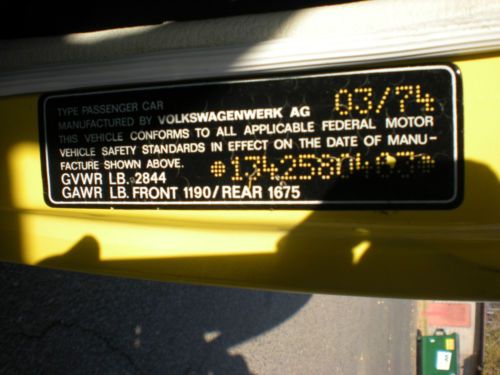 TYPE PASSENGER CAR 03/74
MANUFACTURED BY VOLKSWAGENWERK AG
THIS VEHICLE CONFORMS TO ALL APPLICABLE FEDERAL MOTOR
VEHICLE SAFETY STANDARDS IN EFFECT ON THE DATE OF MANU-
FACTURE SHOWN ABOVE. *1342580403*
GVWR LB. 2844
GAWR LB. FRONT 1190/REAR 1675